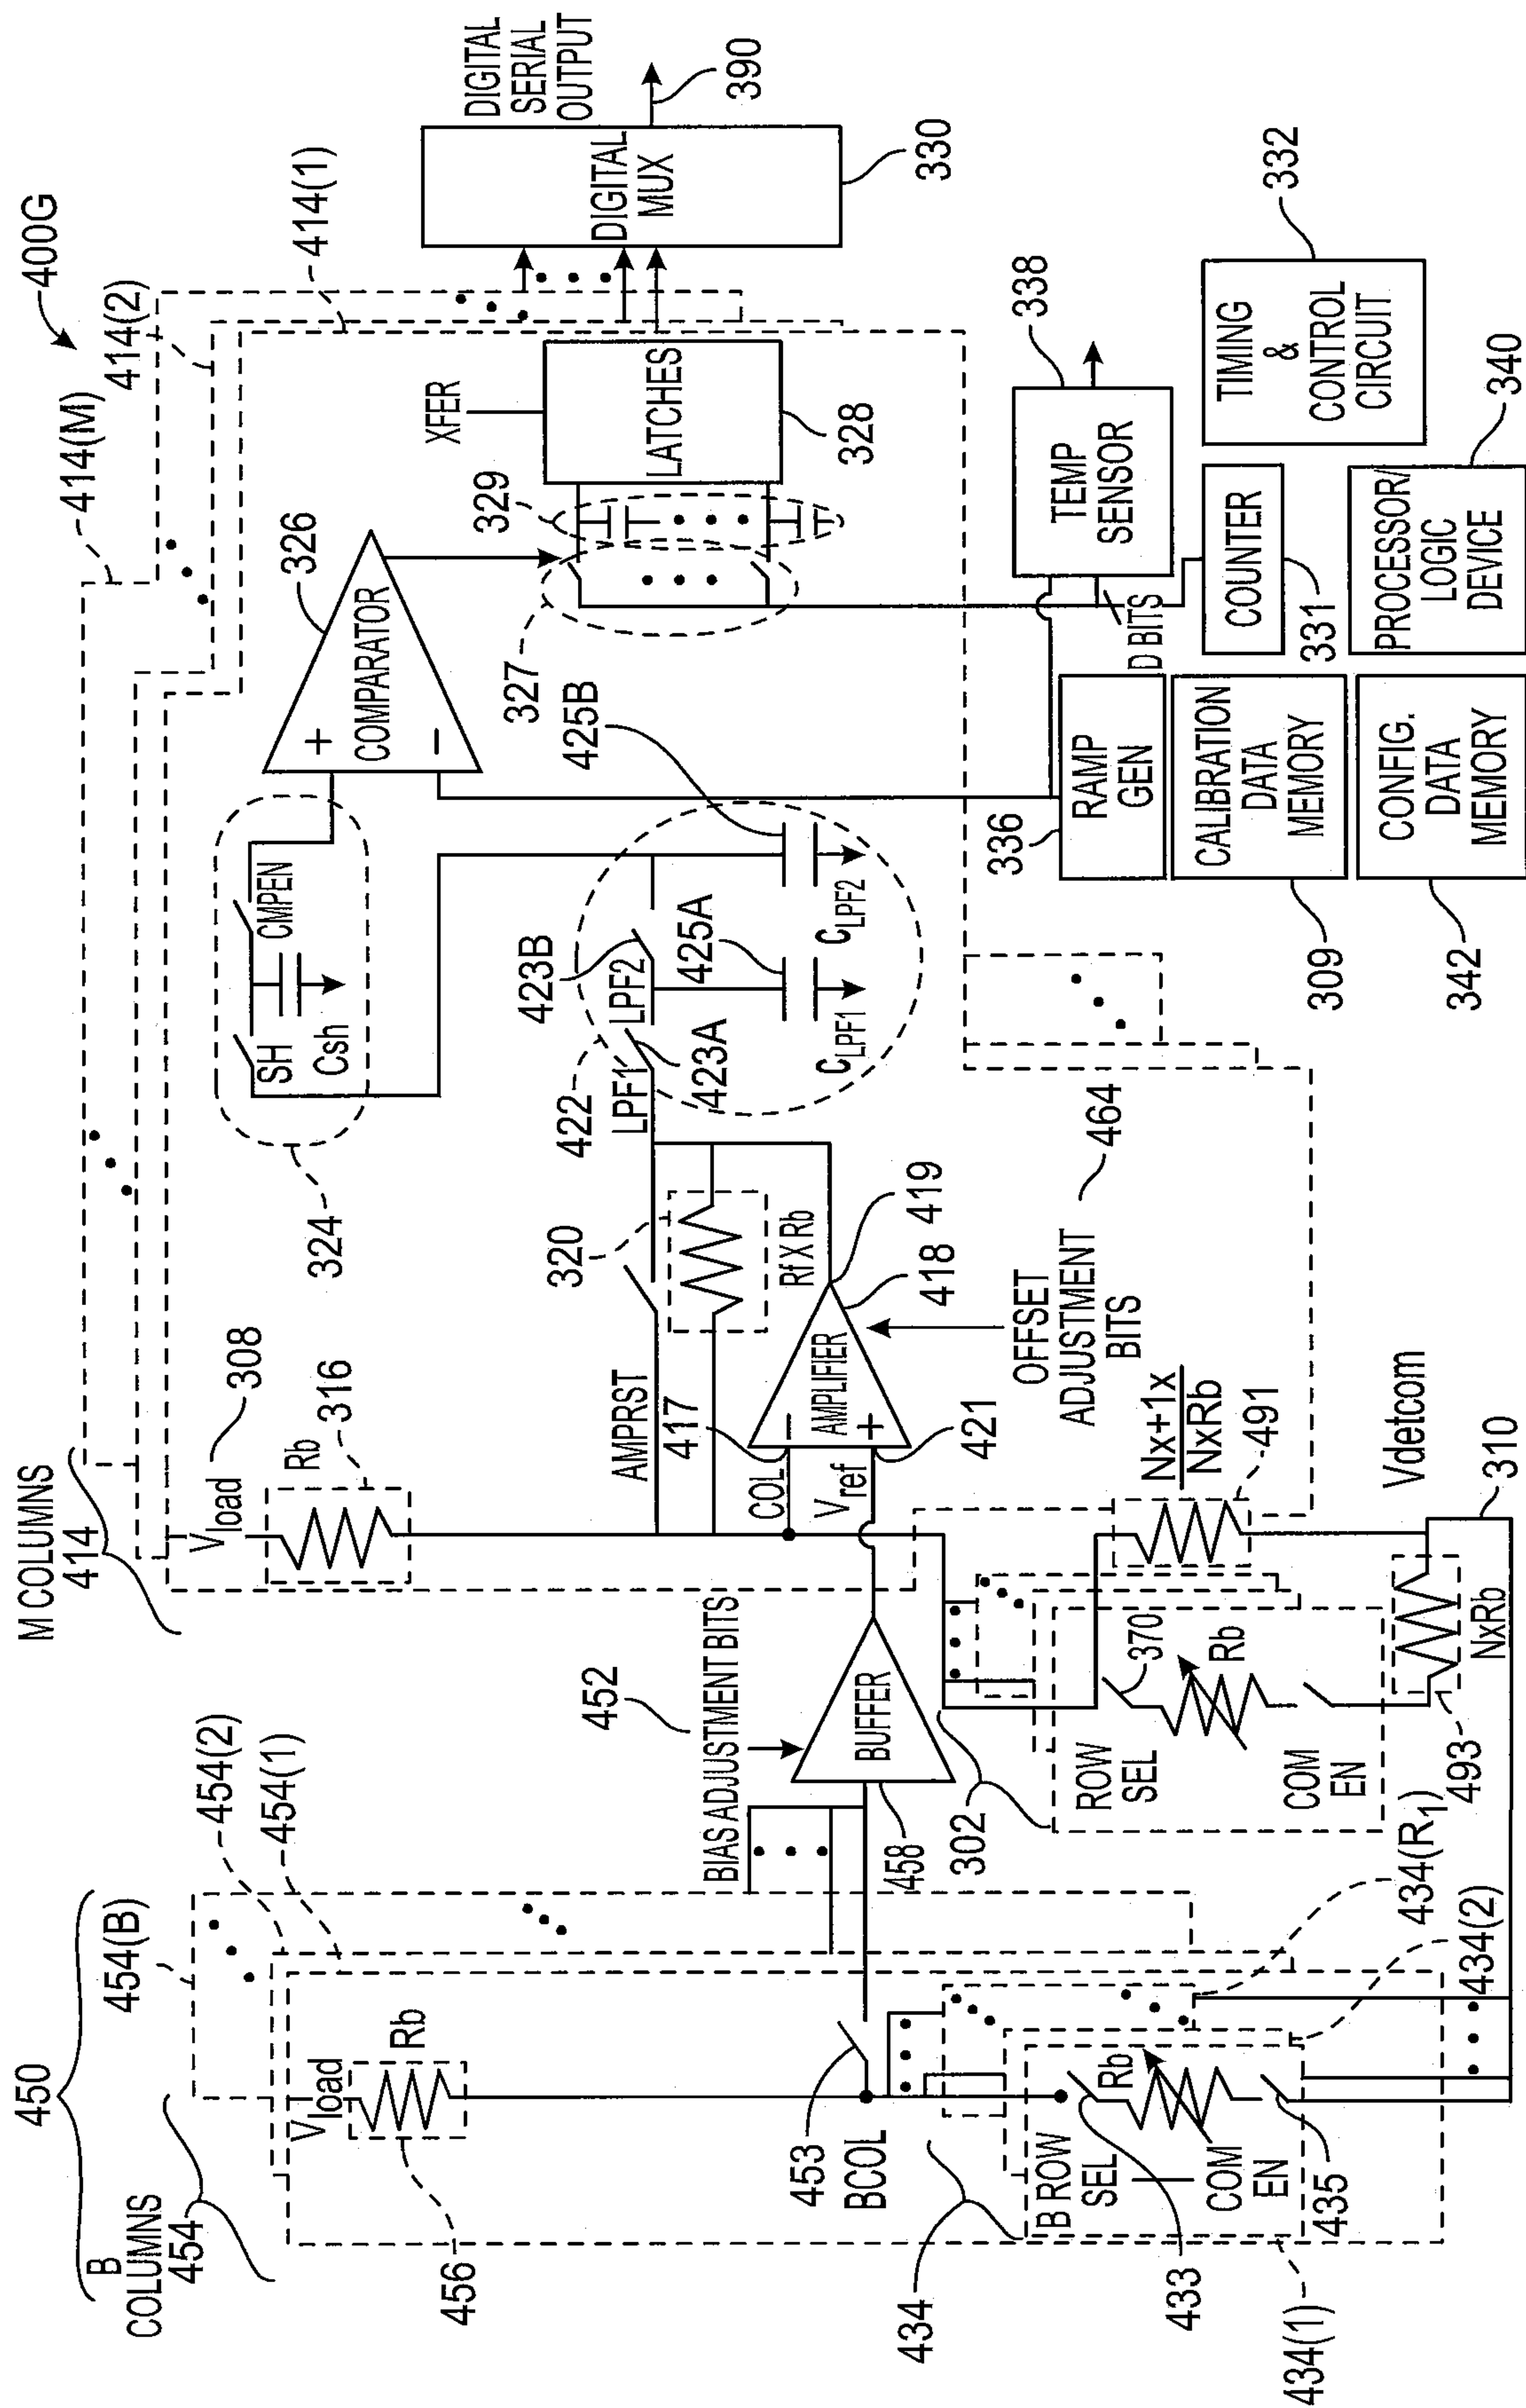 400G
M COLUMNS
414
414(M)
414(2)
414(1)
V load
308
Rb
316
324
SH
Csh
CMPEN
+
COMPARATOR
−
326
XFER
LATCHES
328
329
327
DIGITAL
MUX
330
DIGITAL
SERIAL
OUTPUT
390
AMPRST
320
Rf X Rb
417
COL
−
AMPLIFIER
+
Vref
421
418
419
OFFSET
ADJUSTMENT
BITS
464
422
LPF1
423A
LPF2
423B
425A
CLPF1
425B
CLPF2
RAMP
GEN
336
TEMP
SENSOR
338
D BITS
COUNTER
331
TIMING
&
CONTROL
CIRCUIT
332
CALIBRATION
DATA
MEMORY
309
CONFIG.
DATA
MEMORY
342
PROCESSOR/
LOGIC
DEVICE
340
450
B
COLUMNS
454
454(B)
454(2)
454(1)
Vload
Rb
456
453
BCOL
452
BIAS ADJUSTMENT BITS
BUFFER
458
434
B ROW
SEL
Rb
COM
EN
433
435
434(1)
434(2)
434(R1)
302
ROW
SEL
370
Rb
COM
EN
493
NxRb
Nx+1x
NxRb
491
Vdetcom
310